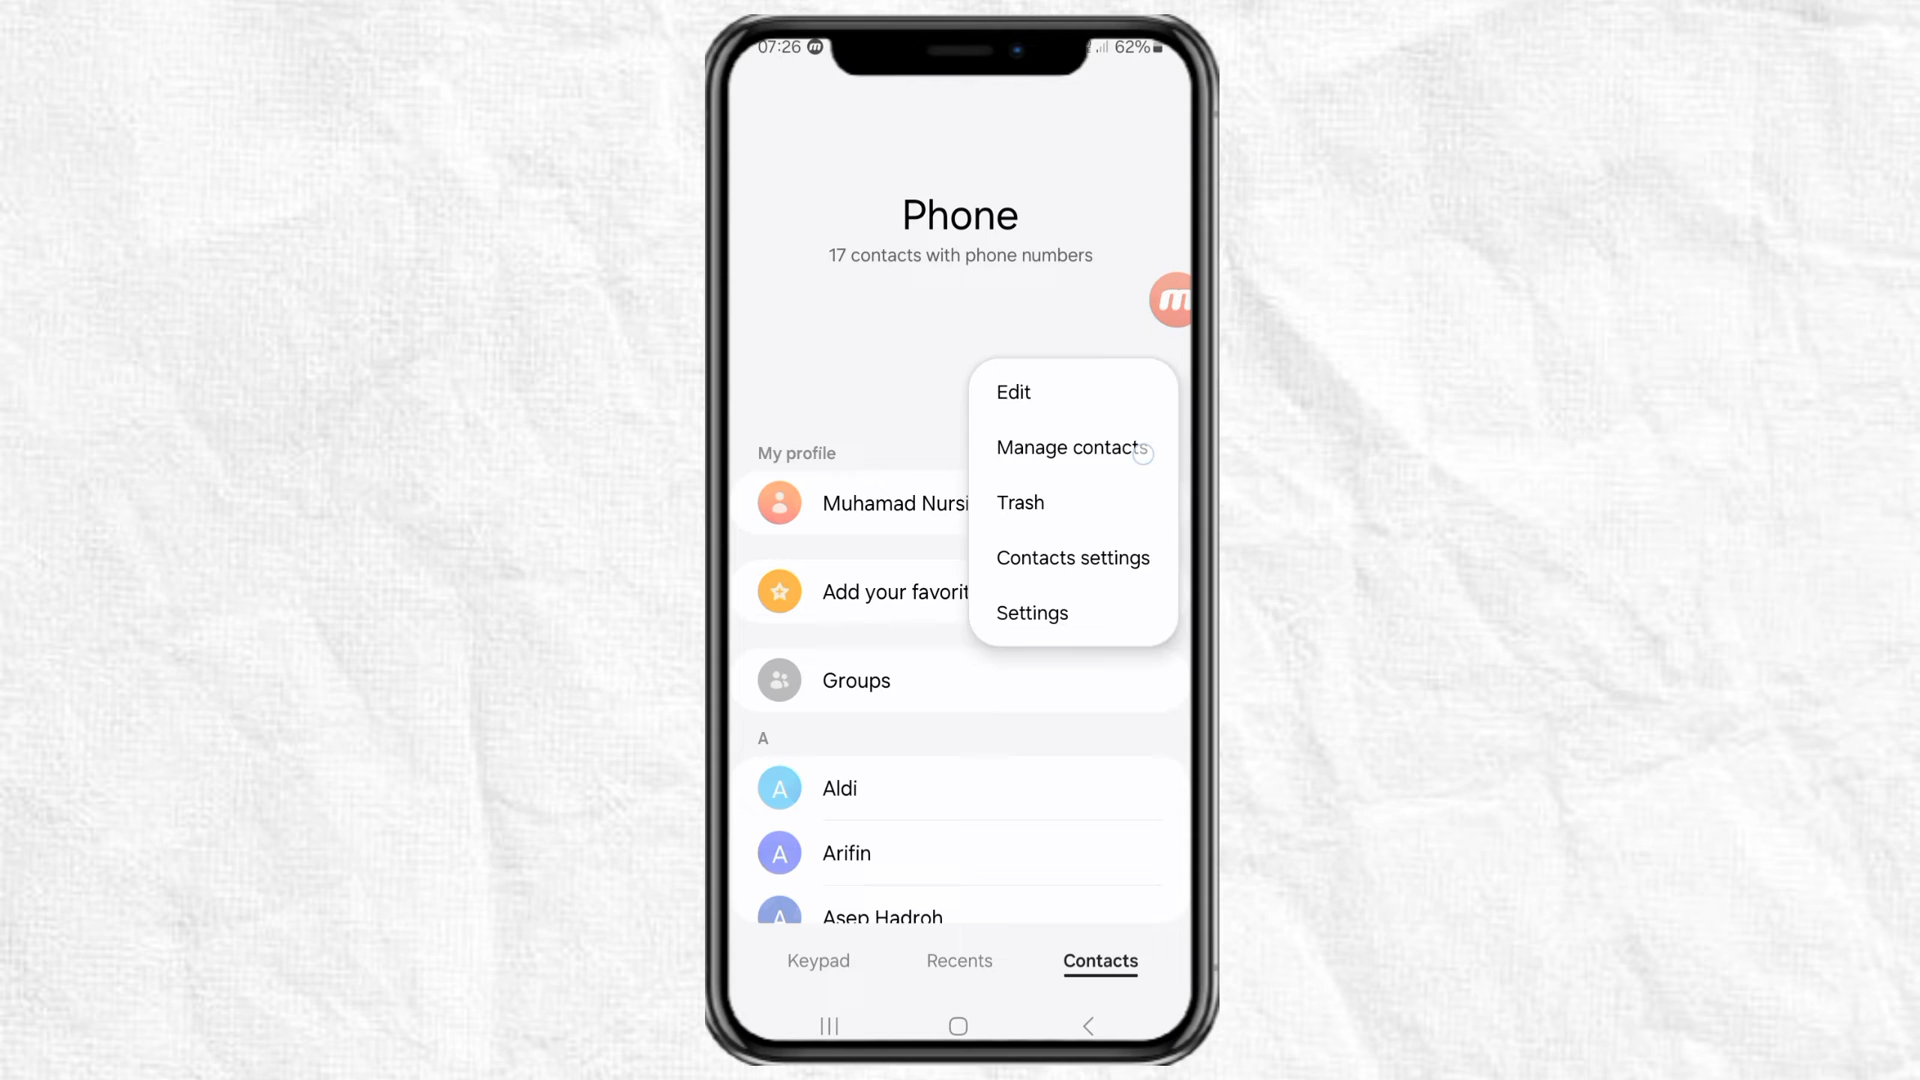 07:26 m 62%
Phone
17 contacts with phone numbers
m
Edit
Manage contacts
My profile
Muhamad Nursi
Trash
Contacts settings
Add your favorit
Settings
Groups
A
A Aldi
A Arifin
A Asep Hadroh
Keypad Recents Contacts